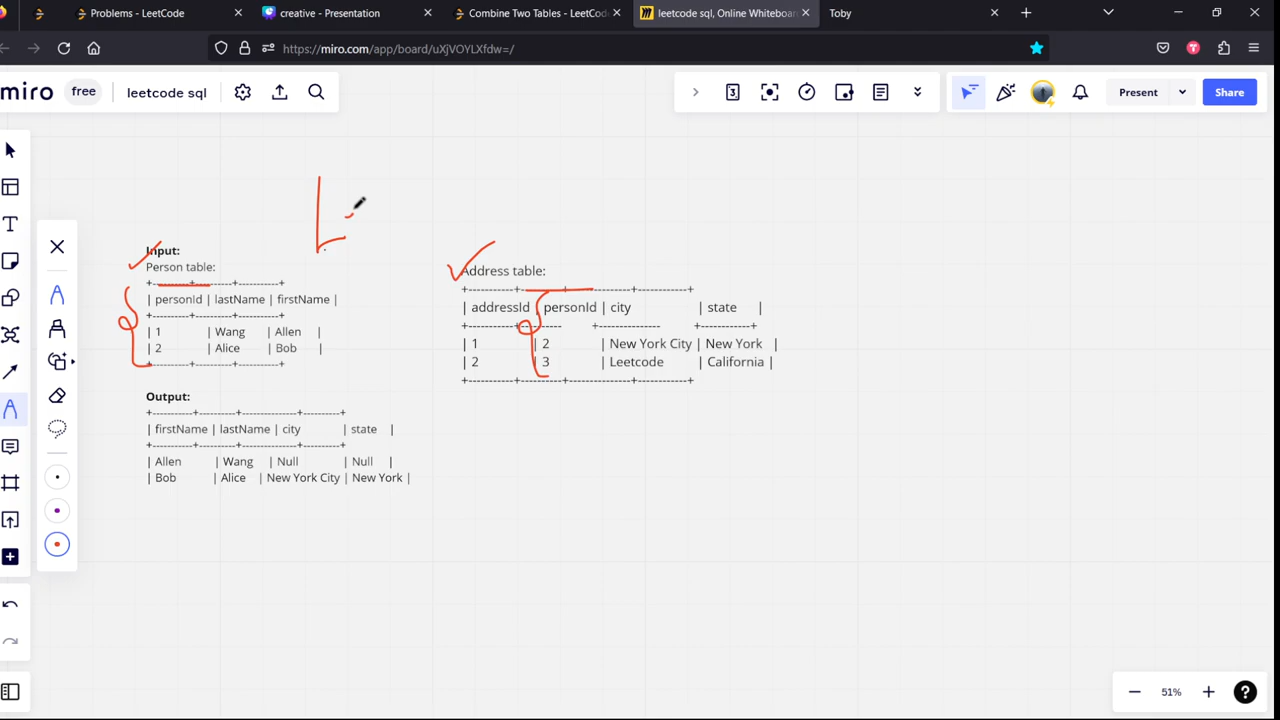 Problems - LeetCode
creative - Presentation
Combine Two Tables - LeetCod
leetcode sql, Online Whiteboar
Toby
https://miro.com/app/board/uXjVOYLXfdw=/
miro free leetcode sql
3 Present Share
L
Input:
Person table:
+----------+---------+----------+
| personId | lastName | firstName |
+----------+---------+----------+
| 1 | Wang | Allen |
| 2 | Alice | Bob |
+----------+---------+----------+
Address table:
+----------+----------+--------------+-----------+
| addressId | personId | city | state |
+----------+---------- +-------------- +-----------+
| 1 | 2 | New York City | New York |
| 2 | 3 | Leetcode | California |
+----------+----------+--------------+-----------+
Output:
+----------+---------+-------------+---------+
| firstName | lastName | city | state |
+----------+---------+-------------+---------+
| Allen | Wang | Null | Null |
| Bob | Alice | New York City | New York |
51%